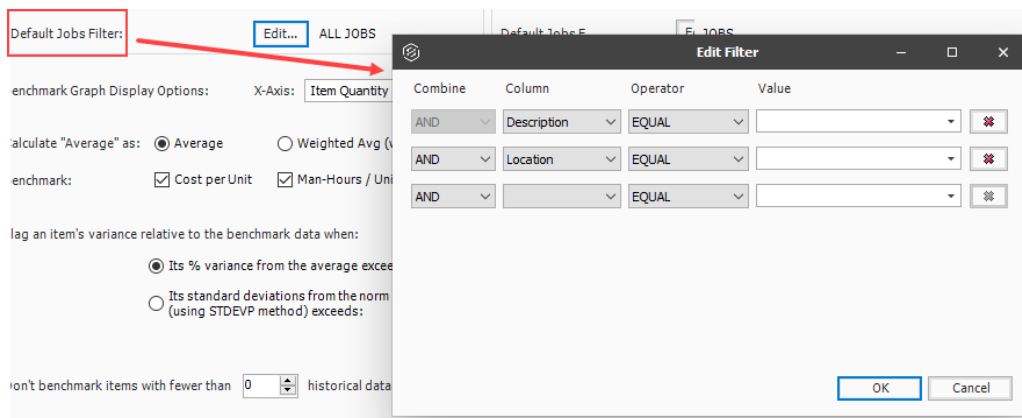 Default Jobs Filter: Edit... ALL JOBS
Default Jobs F JOBS
Edit Filter
Combine Column Operator Value
AND Description EQUAL
AND Location EQUAL
AND EQUAL
OK Cancel
enchmark Graph Display Options: X-Axis: Item Quantity
alculate "Average" as: Average Weighted Avg (
enchmark: Cost per Unit Man-Hours / Uni
lag an item's variance relative to the benchmark data when:
Its % variance from the average excee
Its standard deviations from the norm
(using STDEVP method) exceeds:
on't benchmark items with fewer than 0 historical data